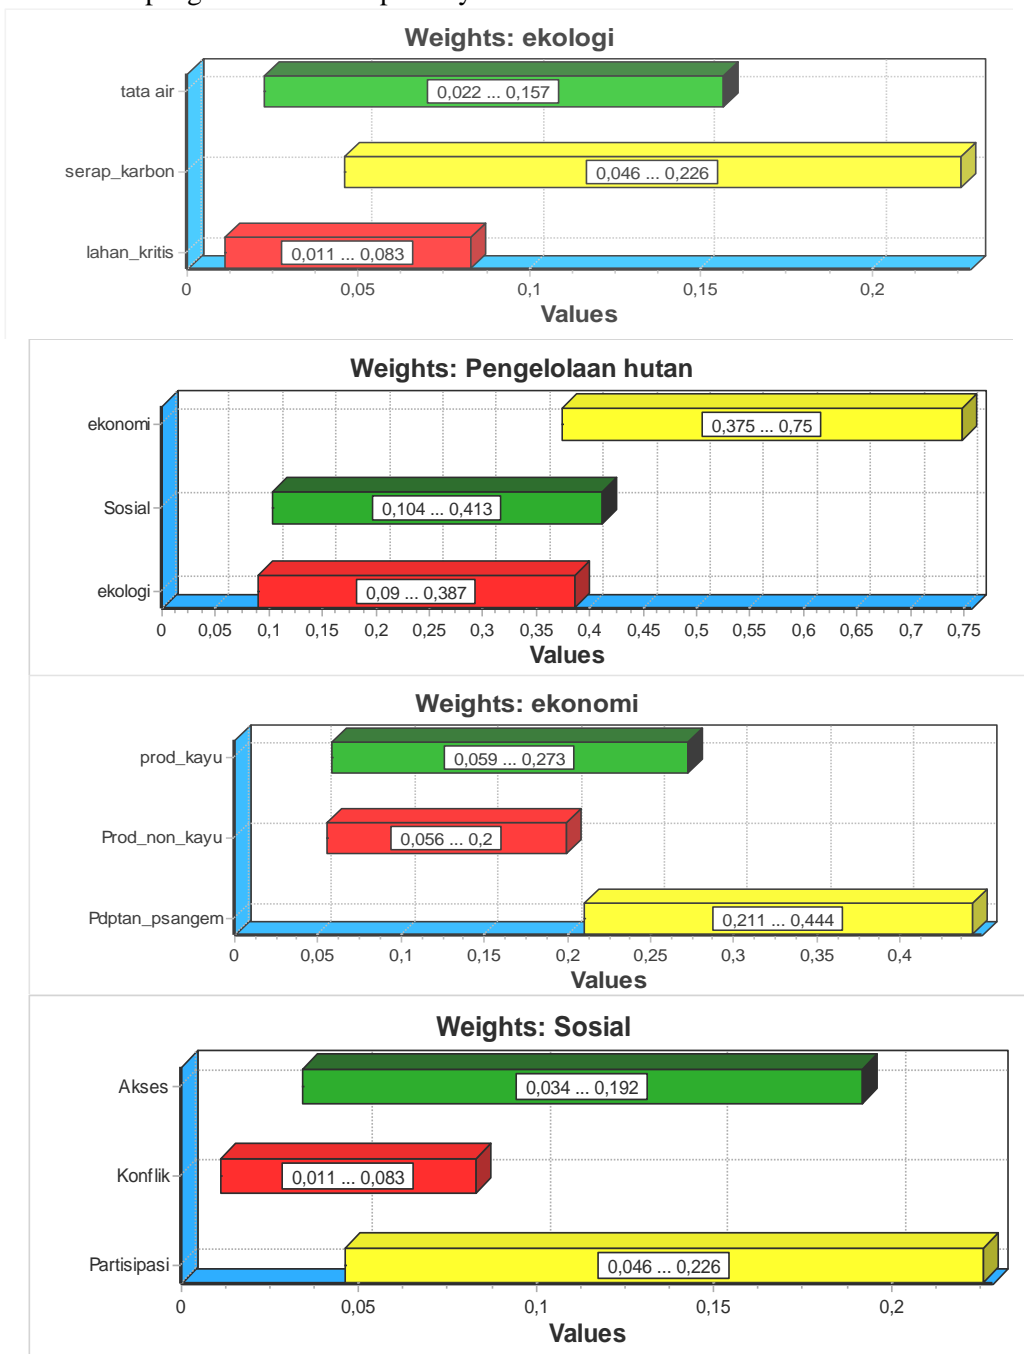 Weights: ekologi
tata air
0,022 ... 0,157
serap_karbon
0,046 ... 0,226
lahan_kritis
0,011 ... 0,083
0 0,05 0,1 0,15 0,2
Values
Weights: Pengelolaan hutan
ekonomi
0,375 ... 0,75
Sosial
0,104 ... 0,413
ekologi
0,09 ... 0,387
0 0,05 0,1 0,15 0,2 0,25 0,3 0,35 0,4 0,45 0,5 0,55 0,6 0,65 0,7 0,75
Values
Weights: ekonomi
prod_kayu
0,059 ... 0,273
Prod_non_kayu
0,056 ... 0,2
Pdptan_psangem
0,211 ... 0,444
0 0,05 0,1 0,15 0,2 0,25 0,3 0,35 0,4
Values
Weights: Sosial
Akses
0,034 ... 0,192
Konflik
0,011 ... 0,083
Partisipasi
0,046 ... 0,226
0 0,05 0,1 0,15 0,2
Values